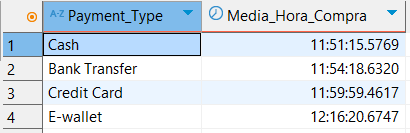 A-Z Payment_Type Media_Hora_Compra
1 Cash 11:51:15.5769
2 Bank Transfer 11:54:18.6320
3 Credit Card 11:59:59.4617
4 E-wallet 12:16:20.6747